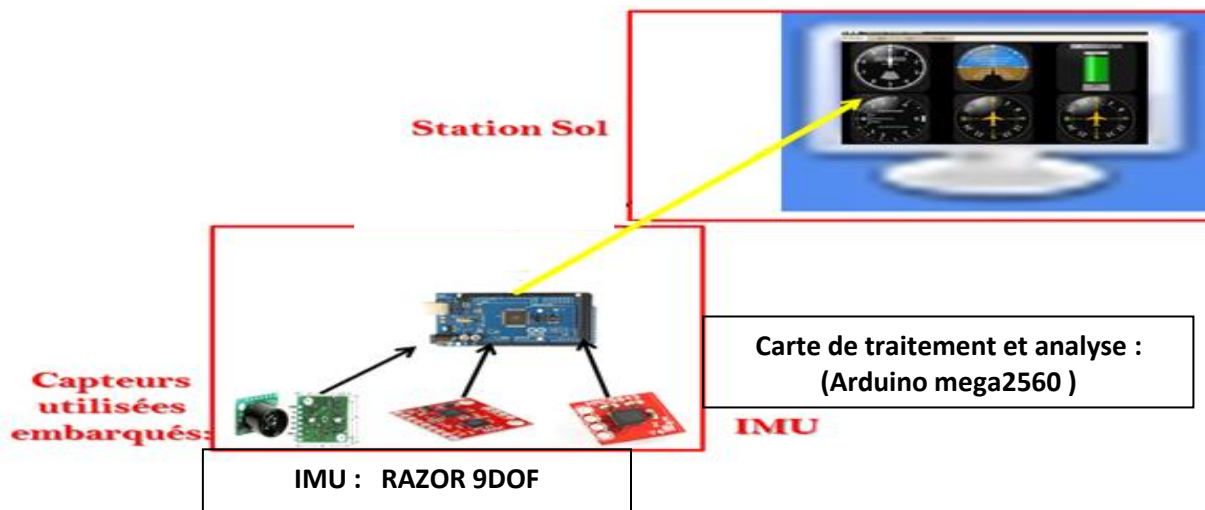 Station Sol
Carte de traitement et analyse :
(Arduino mega2560 )
Capteurs
utilisées
embarqués:
IMU
IMU : RAZOR 9DOF